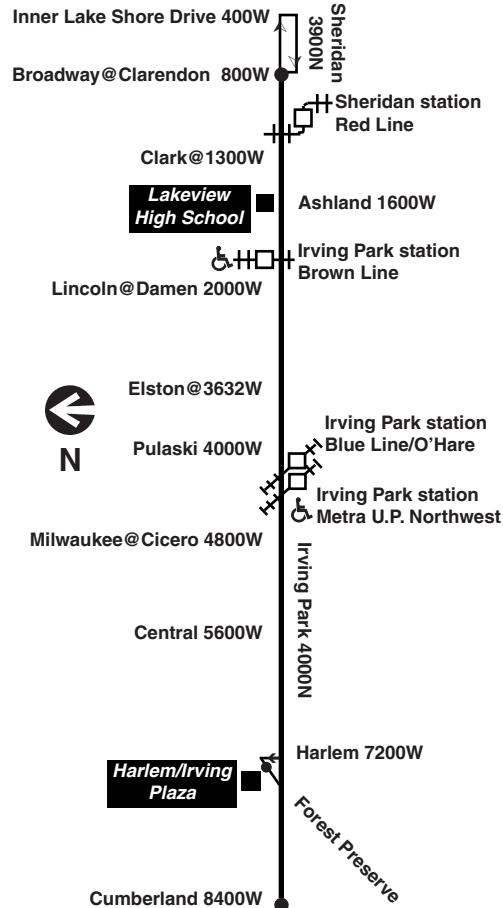 Inner Lake Shore Drive 400W
Sheridan
3900N
Broadway@Clarendon 800W
Sheridan station
Red Line
Clark@1300W
Lakeview
High School
Ashland 1600W
Irving Park station
Brown Line
Lincoln@Damen 2000W
Elston@3632W
N
Pulaski 4000W
Irving Park station
Blue Line/O'Hare
Irving Park station
Metra U.P. Northwest
Milwaukee@Cicero 4800W
Irving Park 4000N
Central 5600W
Harlem 7200W
Harlem/Irving
Plaza
Forest Preserve
Cumberland 8400W